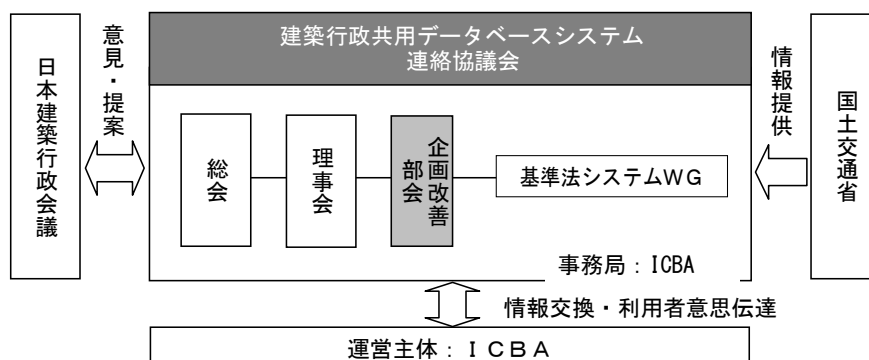 建築行政共用データベースシステム
連絡協議会
日本建築行政会議
意見・提案
総会
理事会
企画改善
部会
基準法システムＷＧ
事務局：ICBA
情報提供
国土交通省
情報交換・利用者意思伝達
運営主体：ＩＣＢＡ